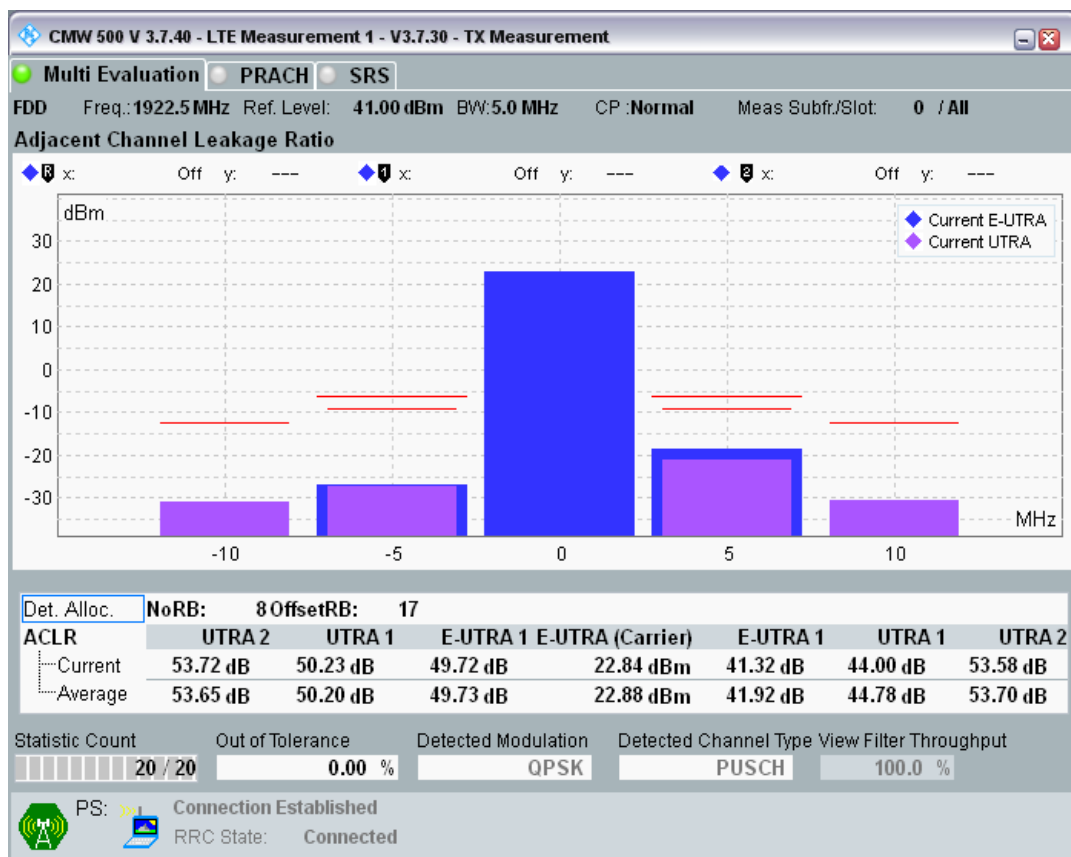 CMW 500 V 3.7.40 - LTE Measurement 1 - V3.7.30 - TX Measurement
Multi Evaluation PRACH SRS
FDD Freq.: 1922.5 MHz Ref. Level: 41.00 dBm BW: 5.0 MHz CP : Normal Meas Subfr./Slot: 0 / All
Adjacent Channel Leakage Ratio
R x: Off y: --- 1 x: Off y: --- 2 x: Off y: ---
dBm
Current E-UTRA
Current UTRA
30
20
10
0
-10
-20
-30
MHz
-10 -5 0 5 10
Det. Alloc. NoRB: 8 OffsetRB: 17
ACLR UTRA 2 UTRA 1 E-UTRA 1 E-UTRA (Carrier) E-UTRA 1 UTRA 1 UTRA 2
Current 53.72 dB 50.23 dB 49.72 dB 22.84 dBm 41.32 dB 44.00 dB 53.58 dB
Average 53.65 dB 50.20 dB 49.73 dB 22.88 dBm 41.92 dB 44.78 dB 53.70 dB
Statistic Count Out of Tolerance Detected Modulation Detected Channel Type View Filter Throughput
20 / 20 0.00 % QPSK PUSCH 100.0 %
PS: Connection Established
RRC State: Connected